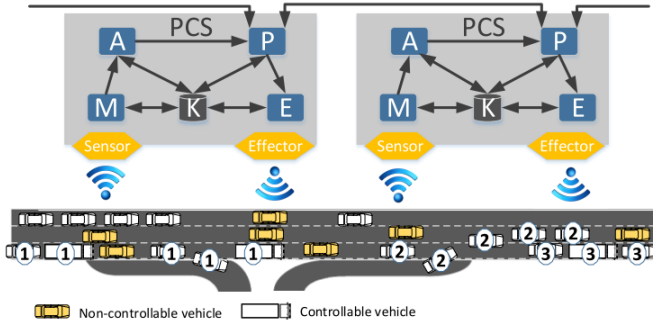 PCS
A P
M K E
Sensor Effector
PCS
A P
M K E
Sensor Effector
1 1 1 1 1 2 2 2 2 2 3 3 3
Non-controllable vehicle Controllable vehicle